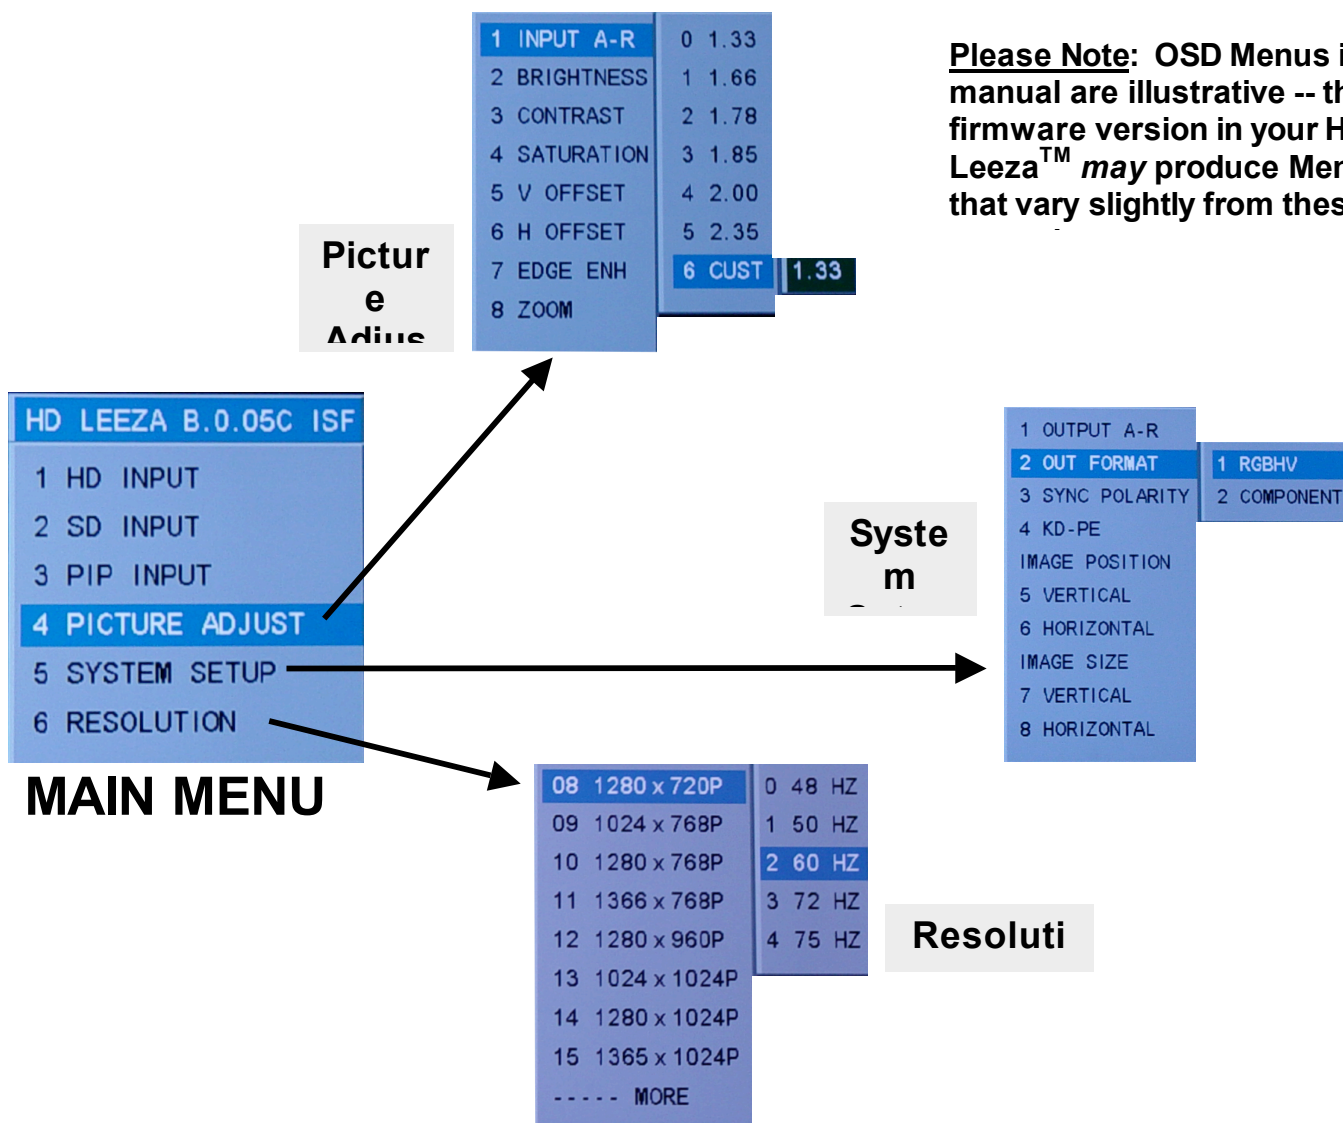 1 INPUT A-R
2 BRIGHTNESS
3 CONTRAST
4 SATURATION
5 V OFFSET
6 H OFFSET
7 EDGE ENH
8 ZOOM
0 1.33
1 1.66
2 1.78
3 1.85
4 2.00
5 2.35
6 CUST
1.33
Please Note: OSD Menus i
manual are illustrative -- th
firmware version in your H
Leeza™ may produce Men
that vary slightly from thes
Pictur
e
Adjus
HD LEEZA B.0.05C ISF
1 HD INPUT
2 SD INPUT
3 PIP INPUT
4 PICTURE ADJUST
5 SYSTEM SETUP
6 RESOLUTION
MAIN MENU
Syste
m
1 OUTPUT A-R
2 OUT FORMAT
3 SYNC POLARITY
4 KD-PE
IMAGE POSITION
5 VERTICAL
6 HORIZONTAL
IMAGE SIZE
7 VERTICAL
8 HORIZONTAL
1 RGBHV
2 COMPONENT
08 1280 x 720P
09 1024 x 768P
10 1280 x 768P
11 1366 x 768P
12 1280 x 960P
13 1024 x 1024P
14 1280 x 1024P
15 1365 x 1024P
----- MORE
0 48 HZ
1 50 HZ
2 60 HZ
3 72 HZ
4 75 HZ
Resoluti